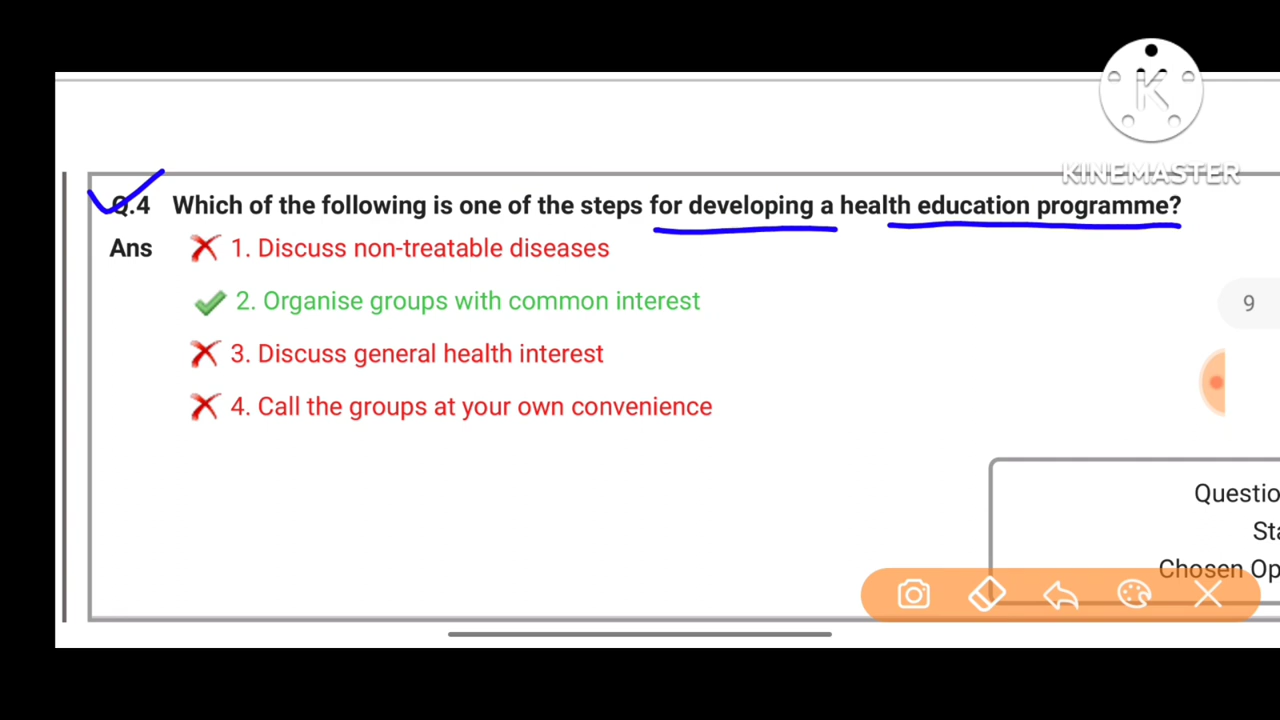 K
KINEMASTER
Q.4 Which of the following is one of the steps for developing a health education programme?
Ans 1. Discuss non-treatable diseases
2. Organise groups with common interest
9
3. Discuss general health interest
4. Call the groups at your own convenience
Questio
Sta
Chosen Op